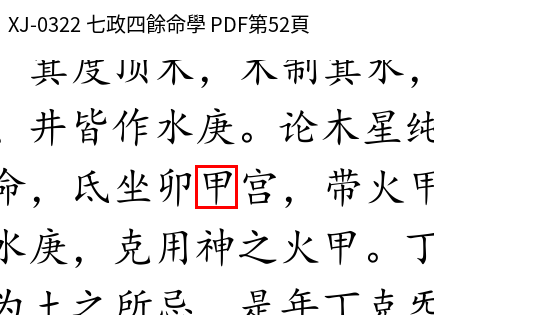 XJ-0322 七政四餘命學 PDF第52頁
其度顶木，木制其水，
井皆作水庚。论木星纯
命，氐坐卯甲宫，带火甲
水庚，克用神之火甲。丁
为土之所忌，是年丁克炁